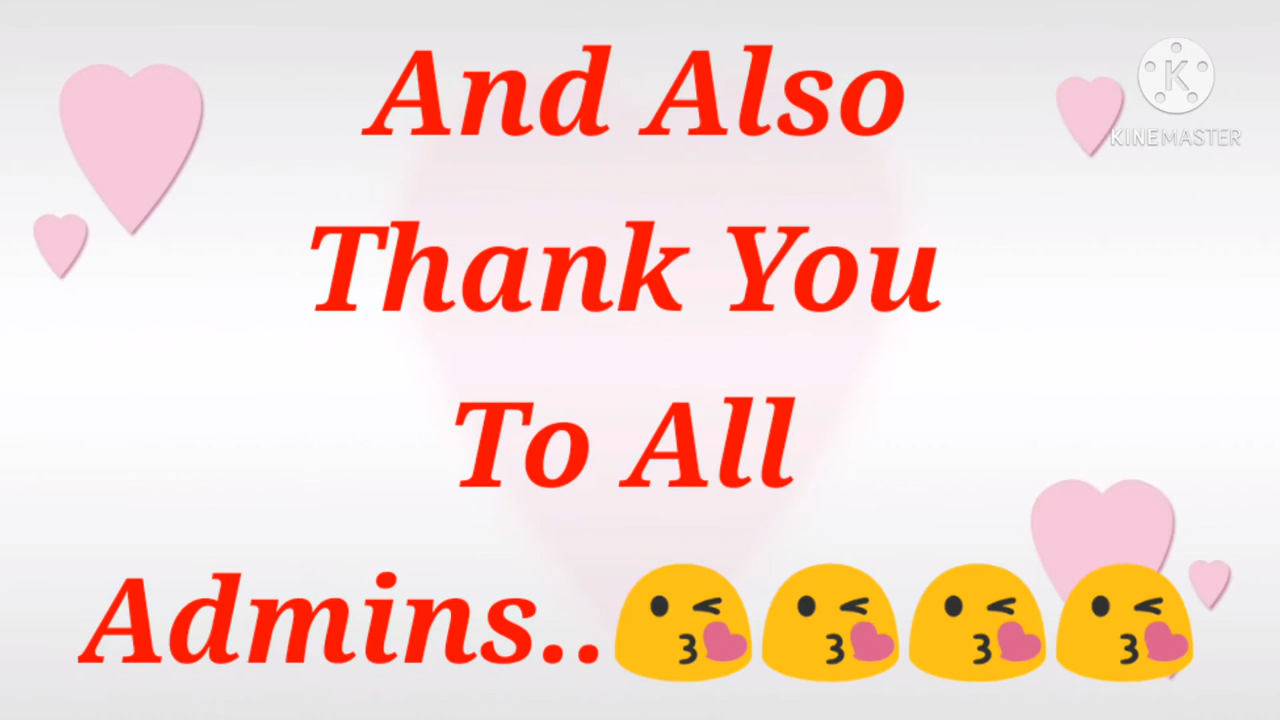 And Also
K
KINEMASTER
Thank You
To All
Admins..😘😘😘😘